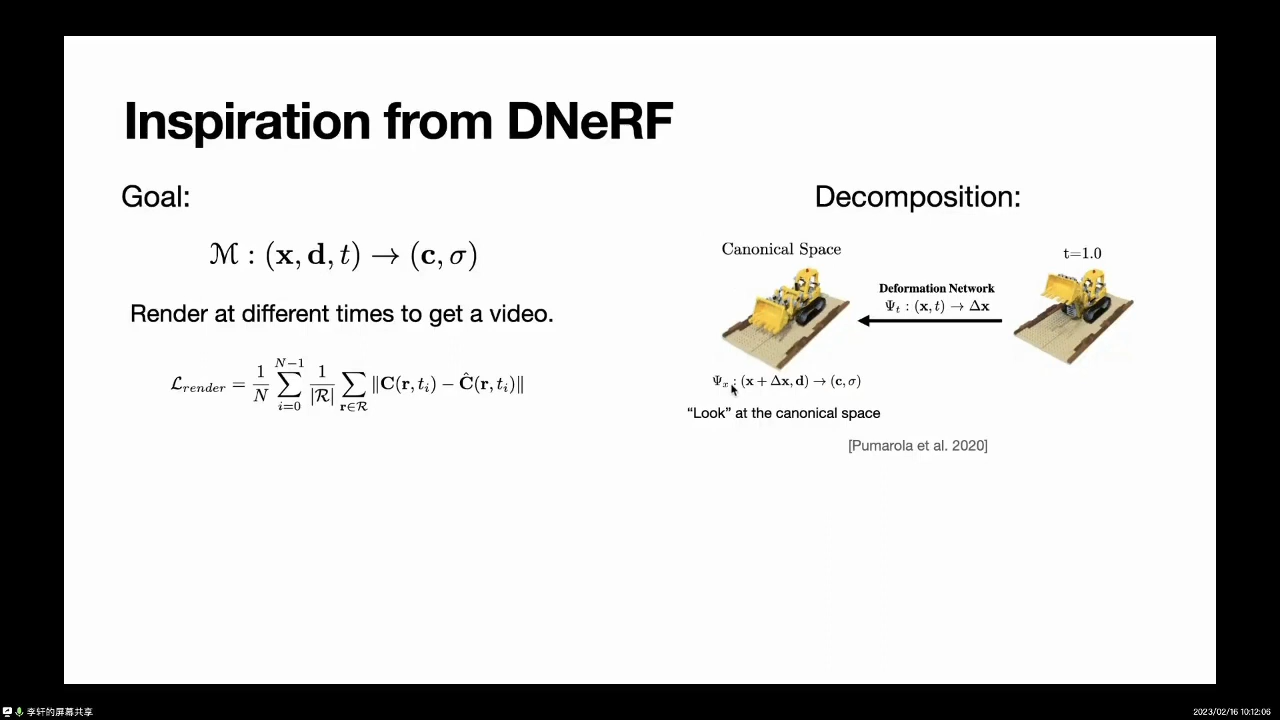 Inspiration from DNeRF
Goal:
ℳ : (x, d, t) → (c, σ)
Render at different times to get a video.
ℒ_render = 1/N ∑_{i=0}^{N−1} 1/|ℛ| ∑_{r∈ℛ} ‖C(r, t_i) − Ĉ(r, t_i)‖
Decomposition:
Canonical Space
t=1.0
Deformation Network
Ψ_t : (x, t) → Δx
Ψ_x : (x + Δx, d) → (c, σ)
“Look” at the canonical space
[Pumarola et al. 2020]
李轩的屏幕共享
2023/02/16 10:12:06